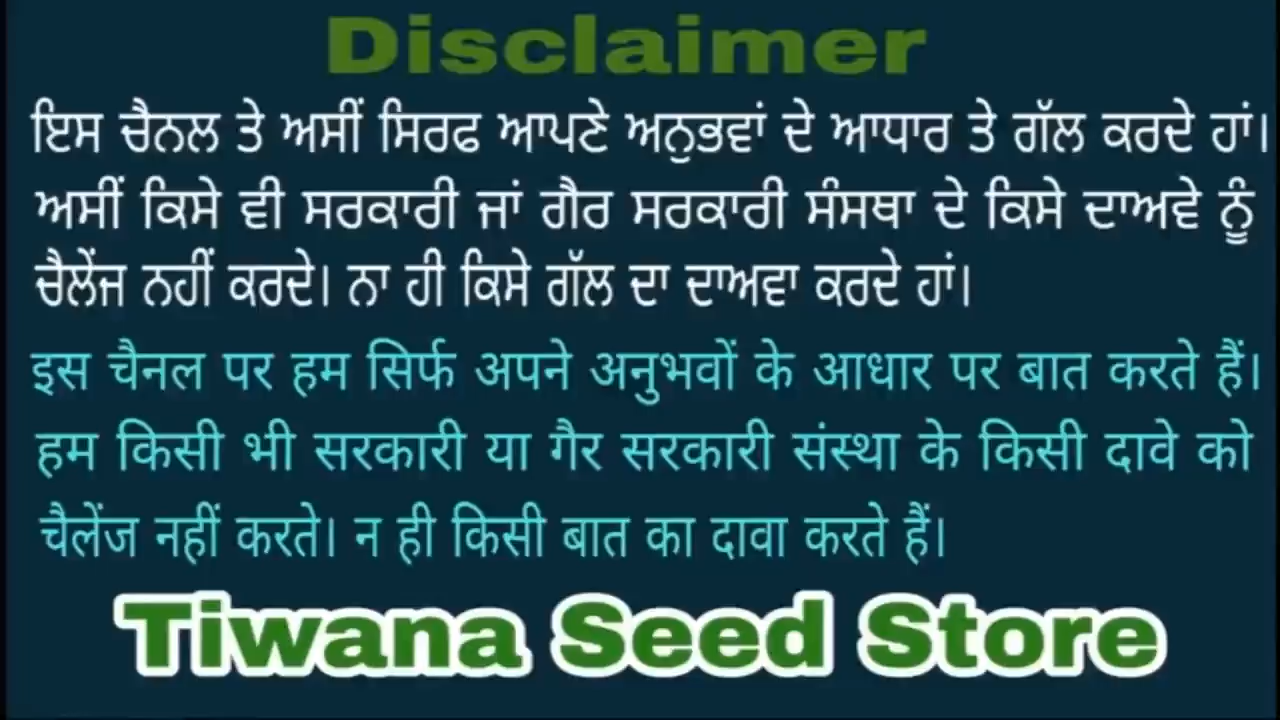 Disclaimer
ਇਸ ਚੈਨਲ ਤੇ ਅਸੀਂ ਸਿਰਫ ਆਪਣੇ ਅਨੁਭਵਾਂ ਦੇ ਆਧਾਰ ਤੇ ਗੱਲ ਕਰਦੇ ਹਾਂ।
ਅਸੀਂ ਕਿਸੇ ਵੀ ਸਰਕਾਰੀ ਜਾਂ ਗੈਰ ਸਰਕਾਰੀ ਸੰਸਥਾ ਦੇ ਕਿਸੇ ਦਾਅਵੇ ਨੂੰ
ਚੈਲੇਂਜ ਨਹੀਂ ਕਰਦੇ। ਨਾ ਹੀ ਕਿਸੇ ਗੱਲ ਦਾ ਦਾਅਵਾ ਕਰਦੇ ਹਾਂ।
इस चैनल पर हम सिर्फ अपने अनुभवों के आधार पर बात करते हैं।
हम किसी भी सरकारी या गैर सरकारी संस्था के किसी दावे को
चैलेंज नहीं करते। न ही किसी बात का दावा करते हैं।
Tiwana Seed Store